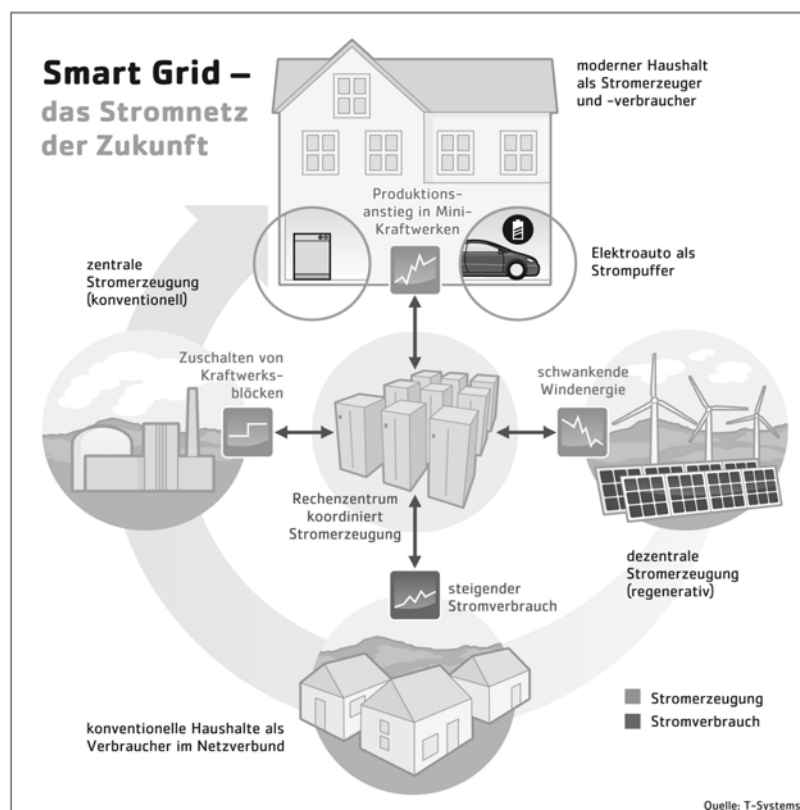 Smart Grid –
das Stromnetz
der Zukunft
moderner Haushalt
als Stromerzeuger
und -verbraucher
Produktions-
anstieg in Mini-
Kraftwerken
Elektroauto als
Strompuffer
zentrale
Stromerzeugung
(konventionell)
Zuschalten von
Kraftwerks-
blöcken
schwankende
Windenergie
Rechenzentrum
koordiniert
Stromerzeugung
dezentrale
Stromerzeugung
(regenerativ)
steigender
Stromverbrauch
konventionelle Haushalte als
Verbraucher im Netzverbund
Stromerzeugung
Stromverbrauch
Quelle: T-Systems